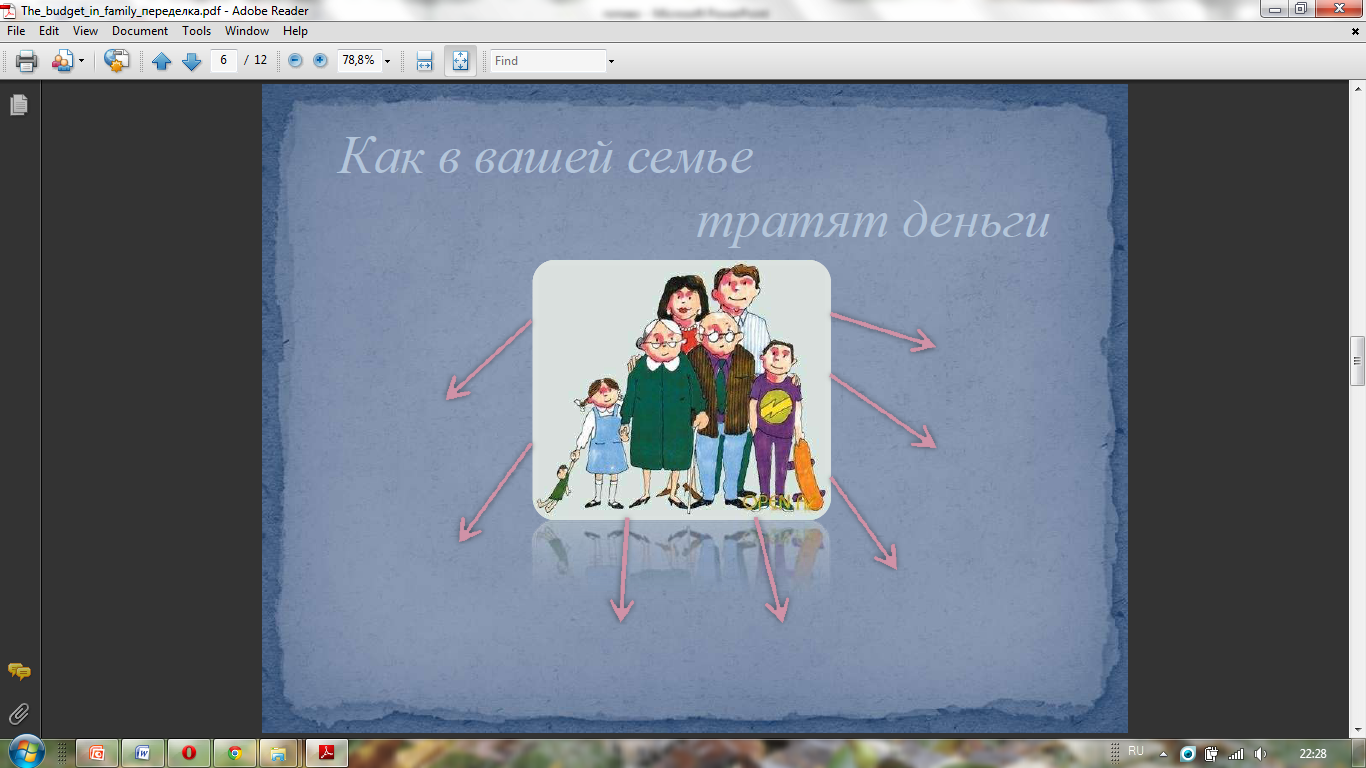 The_budget_in_family_переделка.pdf - Adobe Reader
File Edit View Document Tools Window Help
6 / 12 78,8% Find
Как в вашей семье
тратят деньги
RU 22:28